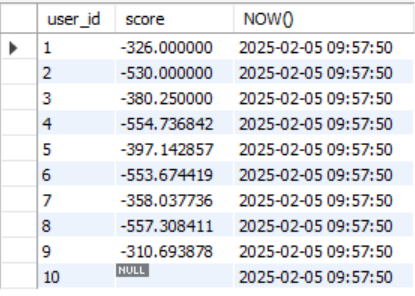 user_id score NOW()
1 -326.000000 2025-02-05 09:57:50
2 -530.000000 2025-02-05 09:57:50
3 -380.250000 2025-02-05 09:57:50
4 -554.736842 2025-02-05 09:57:50
5 -397.142857 2025-02-05 09:57:50
6 -553.674419 2025-02-05 09:57:50
7 -358.037736 2025-02-05 09:57:50
8 -557.308411 2025-02-05 09:57:50
9 -310.693878 2025-02-05 09:57:50
10 NULL 2025-02-05 09:57:50